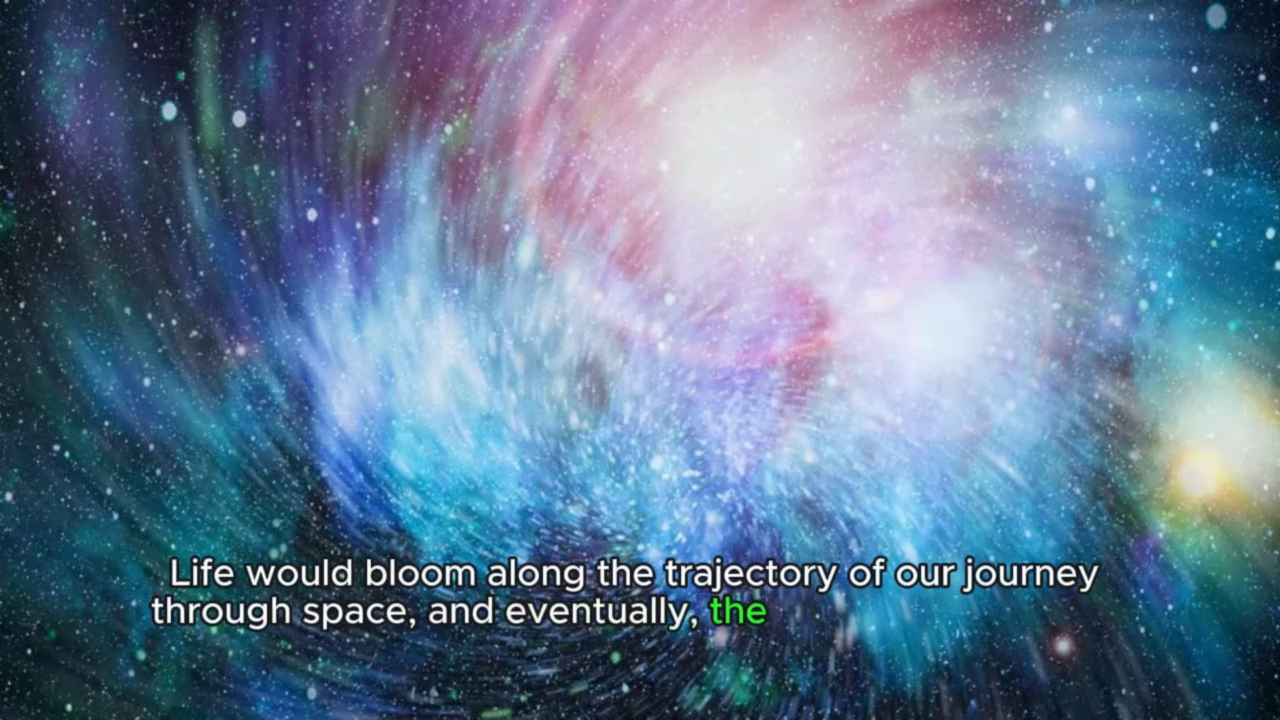 Life would bloom along the trajectory of our journey
through space, and eventually, the